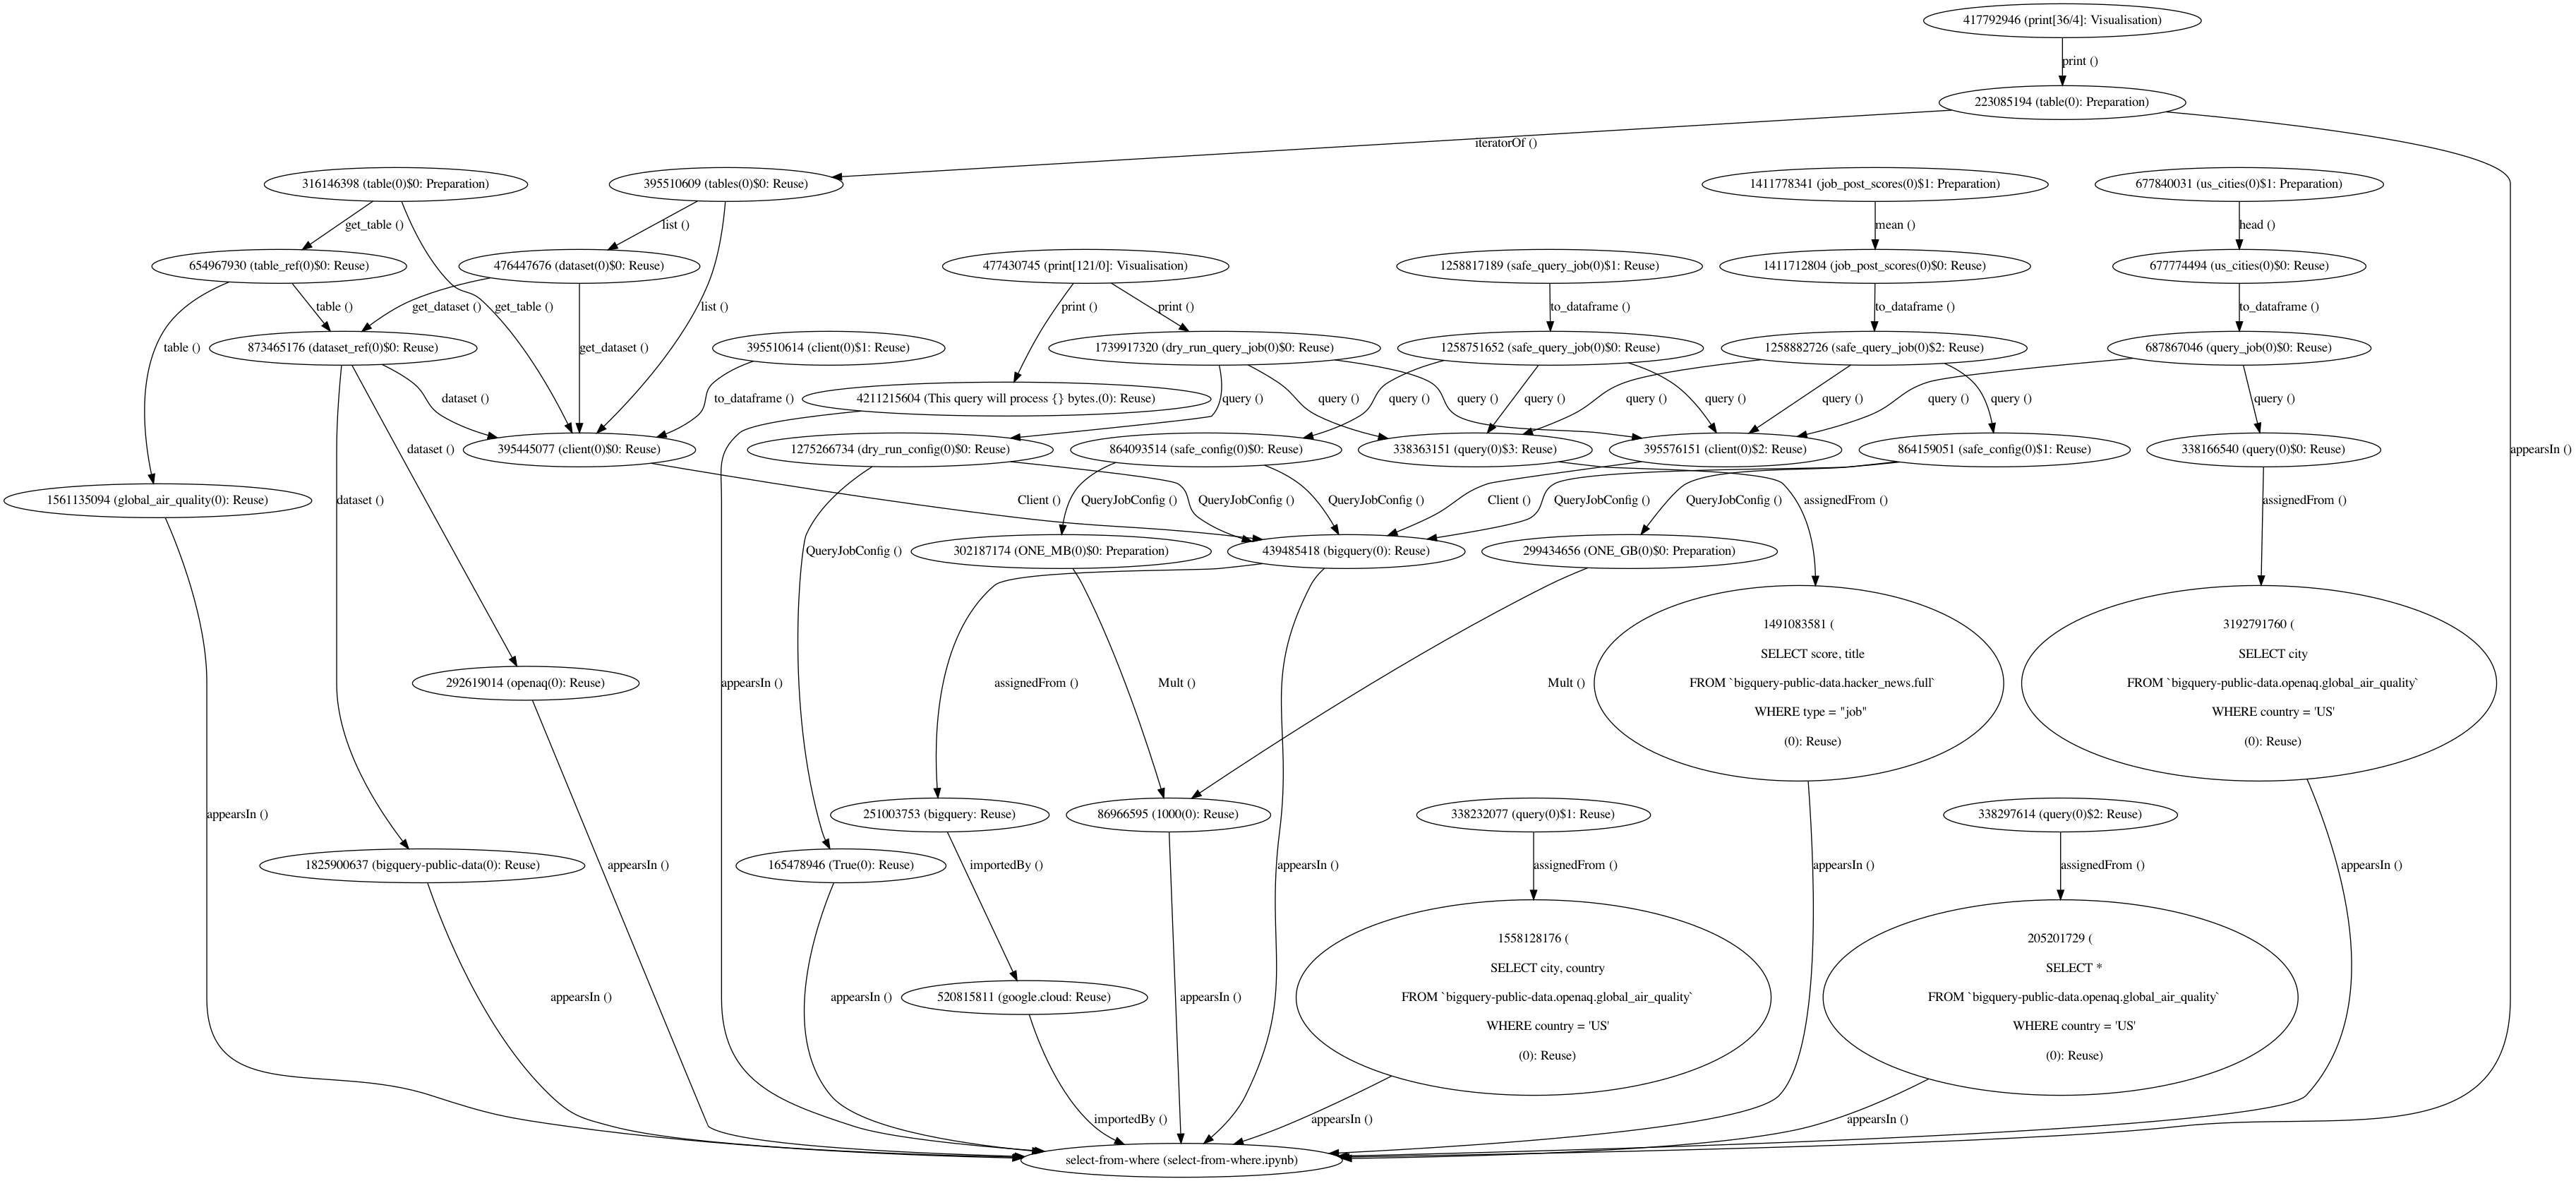 417792946 (print[36/4]: Visualisation)
print ()
223085194 (table(0): Preparation)
iteratorOf ()
316146398 (table(0)$0: Preparation)
395510609 (tables(0)$0: Reuse)
1411778341 (job_post_scores(0)$1: Preparation)
677840031 (us_cities(0)$1: Preparation)
get_table ()
list ()
mean ()
head ()
654967930 (table_ref(0)$0: Reuse)
476447676 (dataset(0)$0: Reuse)
477430745 (print[121/0]: Visualisation)
1258817189 (safe_query_job(0)$1: Reuse)
1411712804 (job_post_scores(0)$0: Reuse)
677774494 (us_cities(0)$0: Reuse)
table ()
get_dataset ()
get_table ()
list ()
print ()
print ()
to_dataframe ()
to_dataframe ()
to_dataframe ()
table ()
873465176 (dataset_ref(0)$0: Reuse)
get_dataset ()
395510614 (client(0)$1: Reuse)
1739917320 (dry_run_query_job(0)$0: Reuse)
1258751652 (safe_query_job(0)$0: Reuse)
1258882726 (safe_query_job(0)$2: Reuse)
687867046 (query_job(0)$0: Reuse)
dataset ()
to_dataframe ()
4211215604 (This query will process {} bytes.(0): Reuse)
query ()
query ()
query ()
query ()
query ()
query ()
query ()
query ()
query ()
query ()
query ()
dataset ()
395445077 (client(0)$0: Reuse)
1275266734 (dry_run_config(0)$0: Reuse)
864093514 (safe_config(0)$0: Reuse)
338363151 (query(0)$3: Reuse)
395576151 (client(0)$2: Reuse)
864159051 (safe_config(0)$1: Reuse)
338166540 (query(0)$0: Reuse)
appearsIn ()
1561135094 (global_air_quality(0): Reuse)
dataset ()
Client ()
QueryJobConfig ()
QueryJobConfig ()
QueryJobConfig ()
Client ()
QueryJobConfig ()
QueryJobConfig ()
assignedFrom ()
assignedFrom ()
QueryJobConfig ()
302187174 (ONE_MB(0)$0: Preparation)
439485418 (bigquery(0): Reuse)
299434656 (ONE_GB(0)$0: Preparation)
1491083581 (
SELECT score, title
FROM `bigquery-public-data.hacker_news.full`
WHERE type = "job"
(0): Reuse)
3192791760 (
SELECT city
FROM `bigquery-public-data.openaq.global_air_quality`
WHERE country = 'US'
(0): Reuse)
292619014 (openaq(0): Reuse)
appearsIn ()
assignedFrom ()
Mult ()
Mult ()
appearsIn ()
251003753 (bigquery: Reuse)
86966595 (1000(0): Reuse)
338232077 (query(0)$1: Reuse)
338297614 (query(0)$2: Reuse)
1825900637 (bigquery-public-data(0): Reuse)
appearsIn ()
165478946 (True(0): Reuse)
importedBy ()
appearsIn ()
assignedFrom ()
appearsIn ()
assignedFrom ()
appearsIn ()
1558128176 (
SELECT city, country
FROM `bigquery-public-data.openaq.global_air_quality`
WHERE country = 'US'
(0): Reuse)
205201729 (
SELECT *
FROM `bigquery-public-data.openaq.global_air_quality`
WHERE country = 'US'
(0): Reuse)
appearsIn ()
appearsIn ()
520815811 (google.cloud: Reuse)
appearsIn ()
importedBy ()
appearsIn ()
appearsIn ()
select-from-where (select-from-where.ipynb)